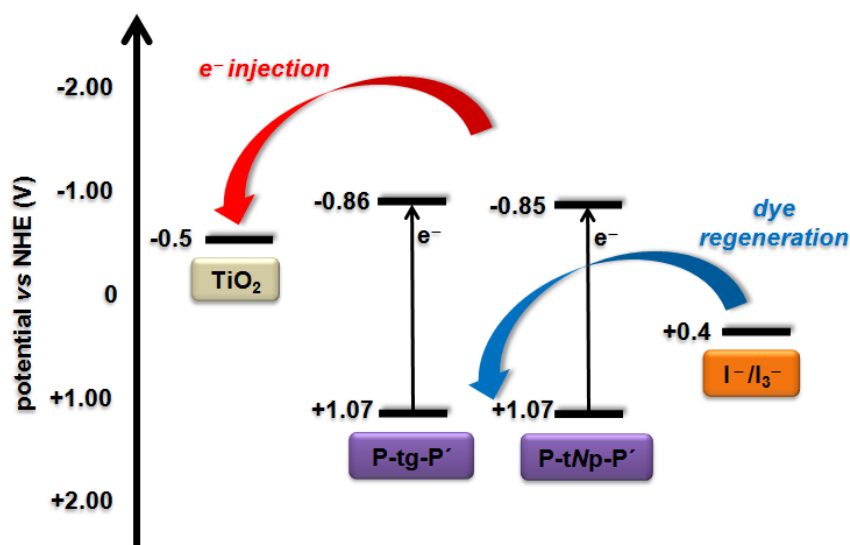 e⁻ injection
-2.00
-1.00
-0.86
-0.85
dye
regeneration
e⁻
e⁻
-0.5
TiO₂
0
+0.4
I⁻/I₃⁻
+1.00
+1.07
+1.07
P-tg-P´
P-tNp-P´
+2.00
potential vs NHE (V)